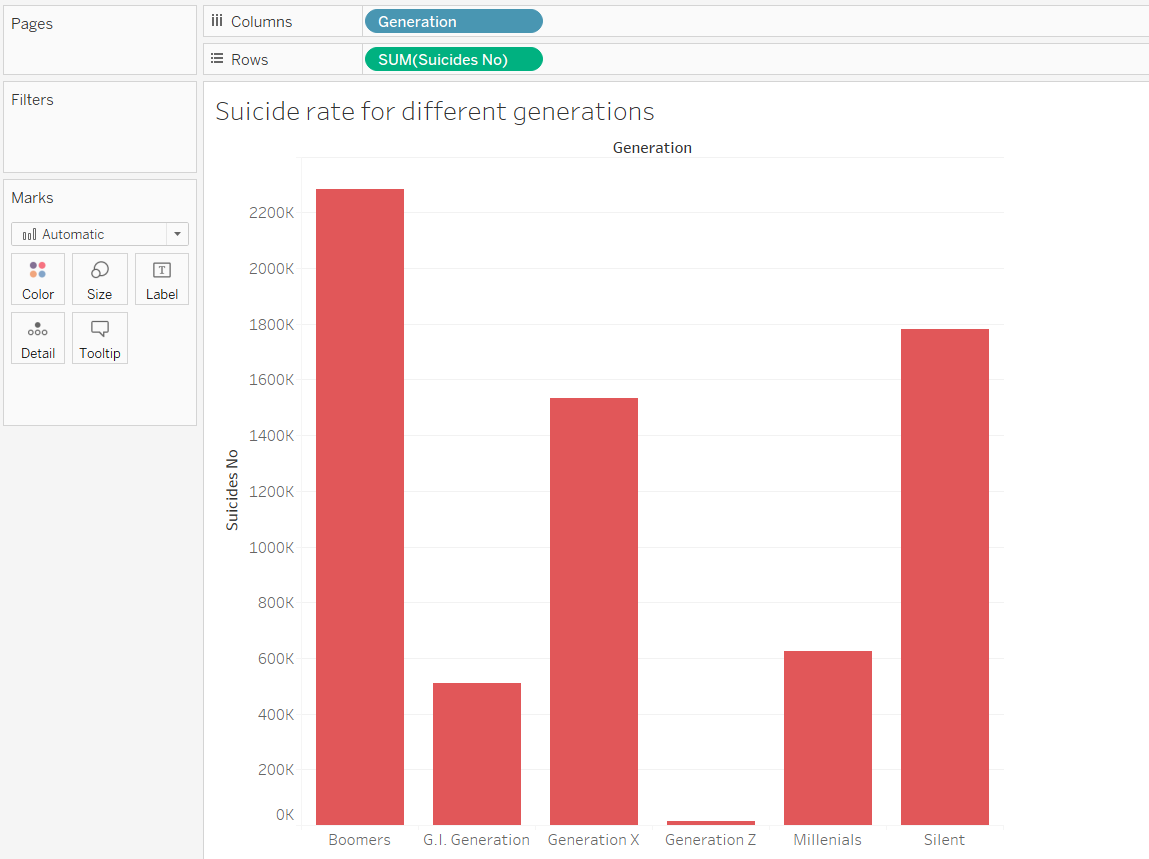 Pages
Columns
Generation
Rows
SUM(Suicides No)
Filters
Marks
Automatic
Color
Size
T
Label
Detail
Tooltip
Suicide rate for different generations
Generation
2200K
2000K
1800K
1600K
1400K
1200K
1000K
800K
600K
400K
200K
0K
Suicides No
Boomers
G.I. Generation
Generation X
Generation Z
Millenials
Silent